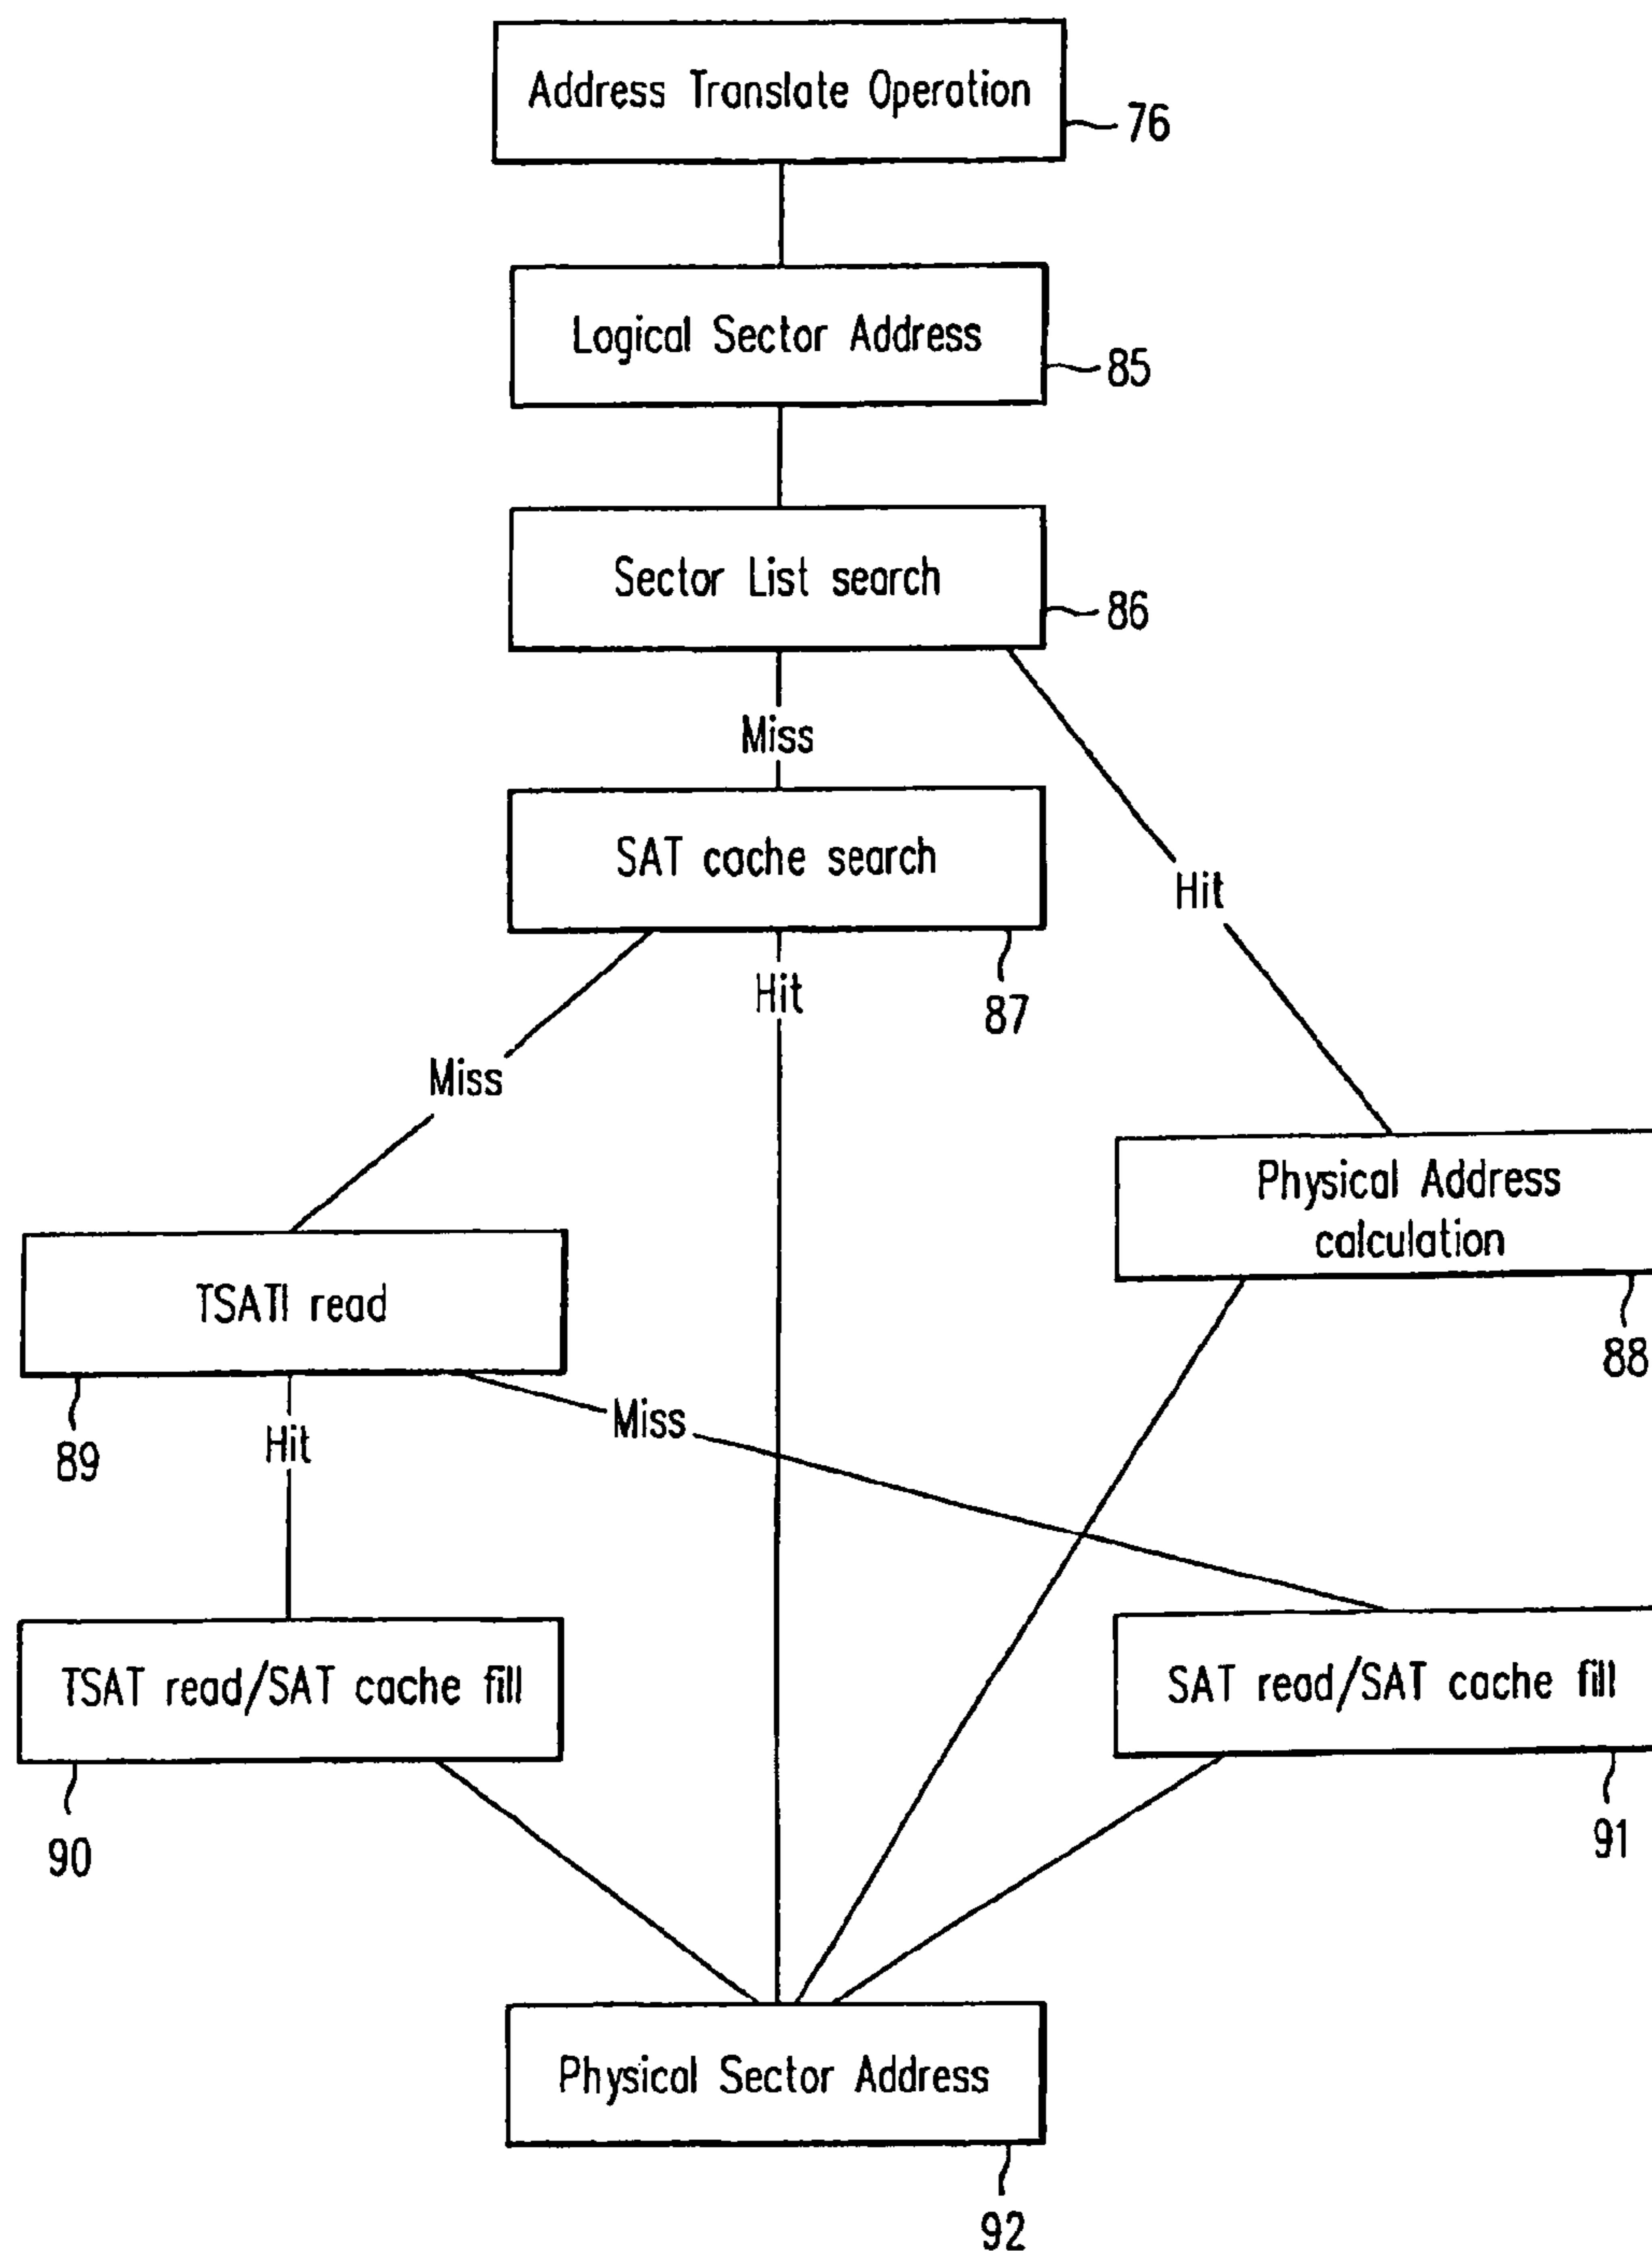 Address Translate Operation
76
Logical Sector Address
85
Sector List search
86
Miss
SAT cache search
Hit
Hit
87
Miss
Physical Address
calculation
TSATI read
88
Miss
Hit
89
TSAT read/SAT cache fill
SAT read/SAT cache fill
91
90
Physical Sector Address
92